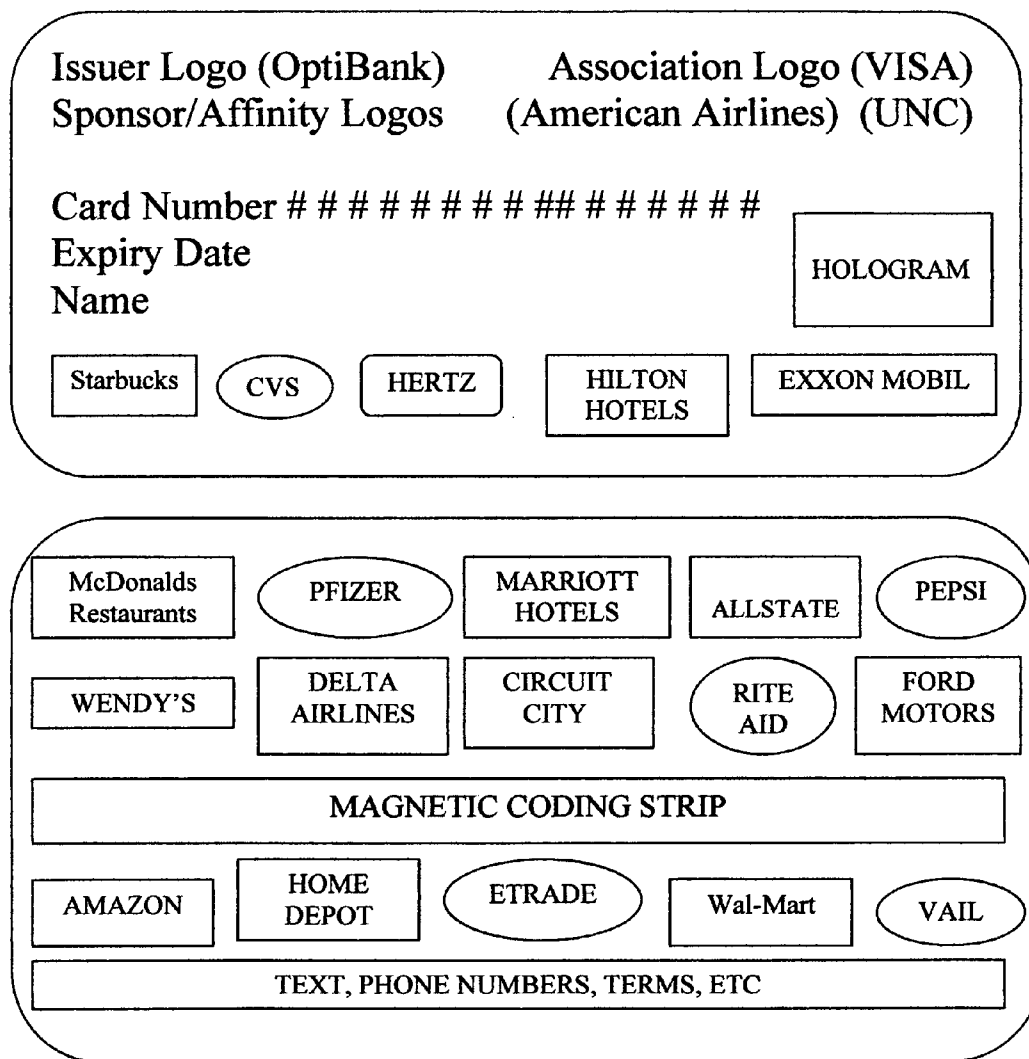 Issuer Logo (OptiBank) Association Logo (VISA)
Sponsor/Affinity Logos (American Airlines) (UNC)
Card Number # # # # # # # # ## # # # # # #
Expiry Date
Name
HOLOGRAM
Starbucks
CVS
HERTZ
HILTON
HOTELS
EXXON MOBIL
McDonalds
Restaurants
PFIZER
MARRIOTT
HOTELS
ALLSTATE
PEPSI
WENDY'S
DELTA
AIRLINES
CIRCUIT
CITY
RITE
AID
FORD
MOTORS
MAGNETIC CODING STRIP
AMAZON
HOME
DEPOT
ETRADE
Wal-Mart
VAIL
TEXT, PHONE NUMBERS, TERMS, ETC